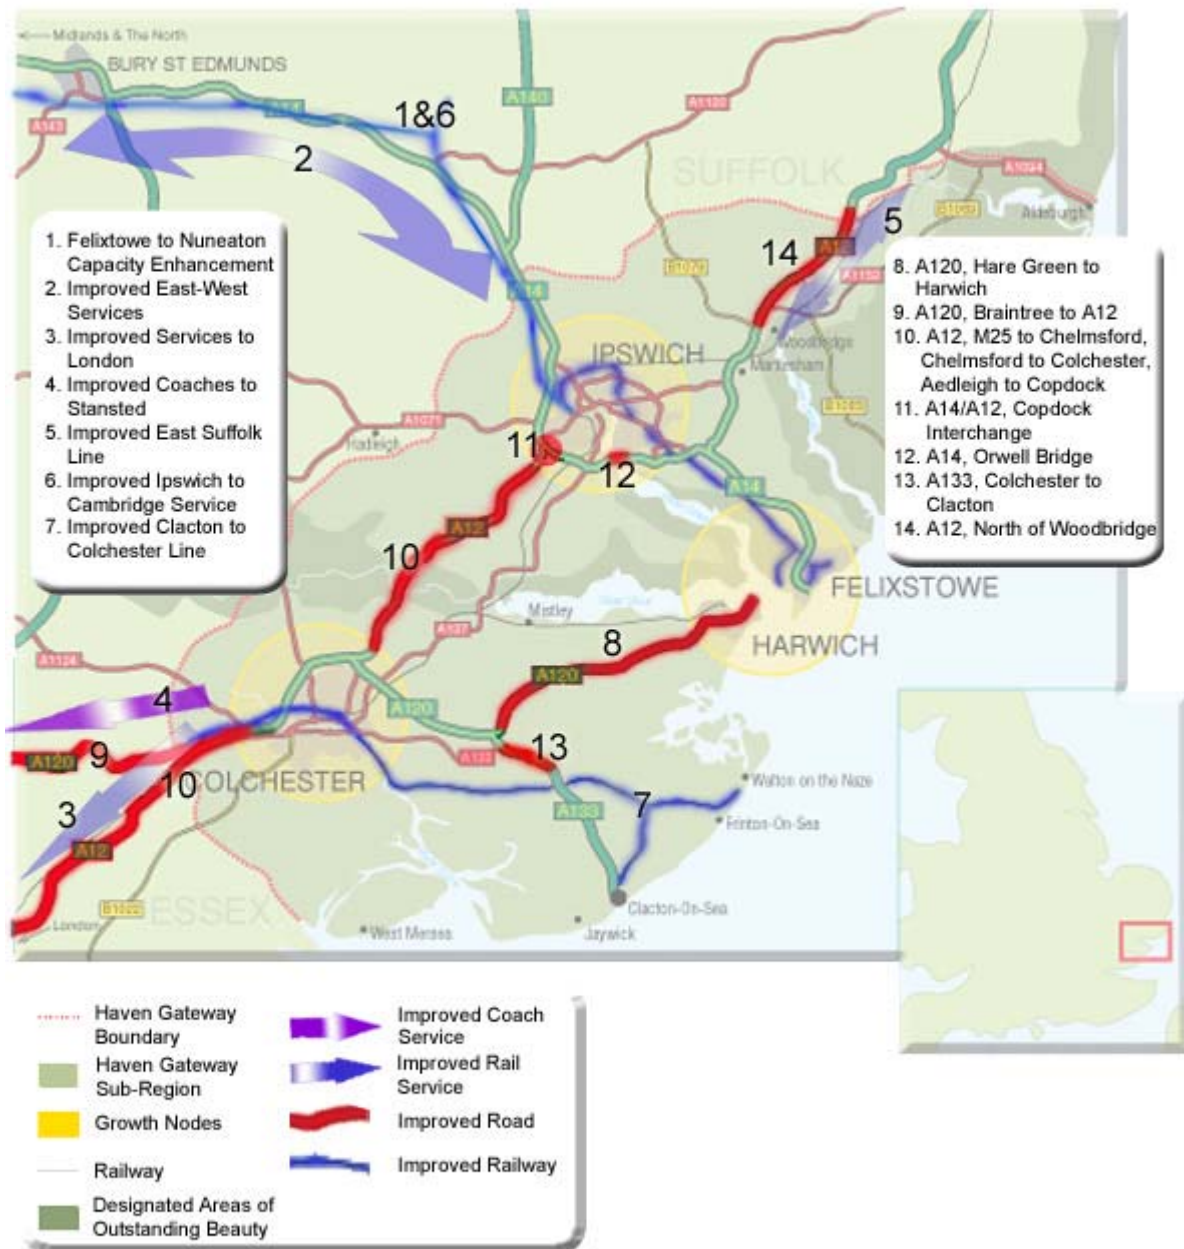 Midlands & The North
BURY ST EDMUNDS
A14
A140
A1120
A143
1&6
2
SUFFOLK
A1094
Aldeburgh
B1069
5
14
A12
A1152
B1079
1. Felixtowe to Nuneaton
Capacity Enhancement
2. Improved East-West
Services
3. Improved Services to
London
4. Improved Coaches to
Stansted
5. Improved East Suffolk
Line
6. Improved Ipswich to
Cambridge Service
7. Improved Clacton to
Colchester Line
8. A120, Hare Green to
Harwich
9. A120, Braintree to A12
10. A12, M25 to Chelmsford,
Chelmsford to Colchester,
Aedleigh to Copdock
11. A14/A12, Copdock
Interchange
12. A14, Orwell Bridge
13. A133, Colchester to
Clacton
14. A12, North of Woodbridge
A14
IPSWICH
Woodbridge
Martlesham
B1083
A1071
Hadleigh
11
12
A14
A12
10
FELIXSTOWE
Mistley
A137
HARWICH
8
A1124
A120
4
A120
A133
13
9
A120
10
COLCHESTER
Walton on the Naze
3
7
A133
Frinton-On-Sea
A12
ESSEX
Clacton-On-Sea
London
West Mersea
Jaywick
Haven Gateway
Boundary
Haven Gateway
Sub-Region
Growth Nodes
Railway
Designated Areas of
Outstanding Beauty
Improved Coach
Service
Improved Rail
Service
Improved Road
Improved Railway